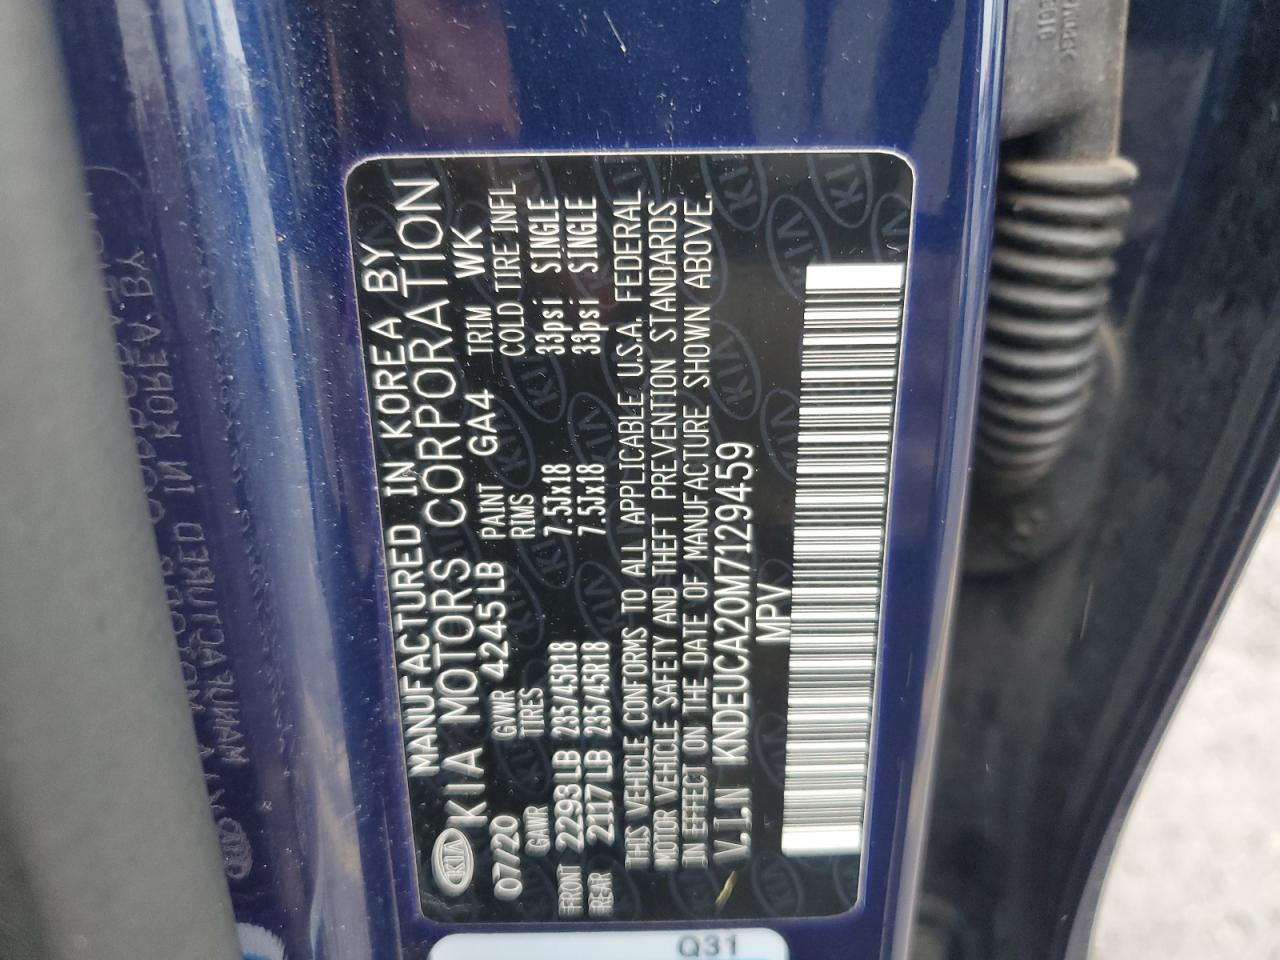 MANUFACTURED IN KOREA BY
KIA KIA MOTORS CORPORATION
07/20 GVWR 4245LB PAINT GA4 TRIM WK
GAWR TIRES RIMS COLD TIRE INFL
FRONT 2293LB 235/45R18 7.5Jx18 33psi SINGLE
REAR 2117LB 235/45R18 7.5Jx18 33psi SINGLE
THIS VEHICLE CONFORMS TO ALL APPLICABLE U.S.A. FEDERAL
MOTOR VEHICLE SAFETY AND THEFT PREVENTION STANDARDS
IN EFFECT ON THE DATE OF MANUFACTURE SHOWN ABOVE.
V.I.N KNDEUCA20M7129459
MPV
Q31